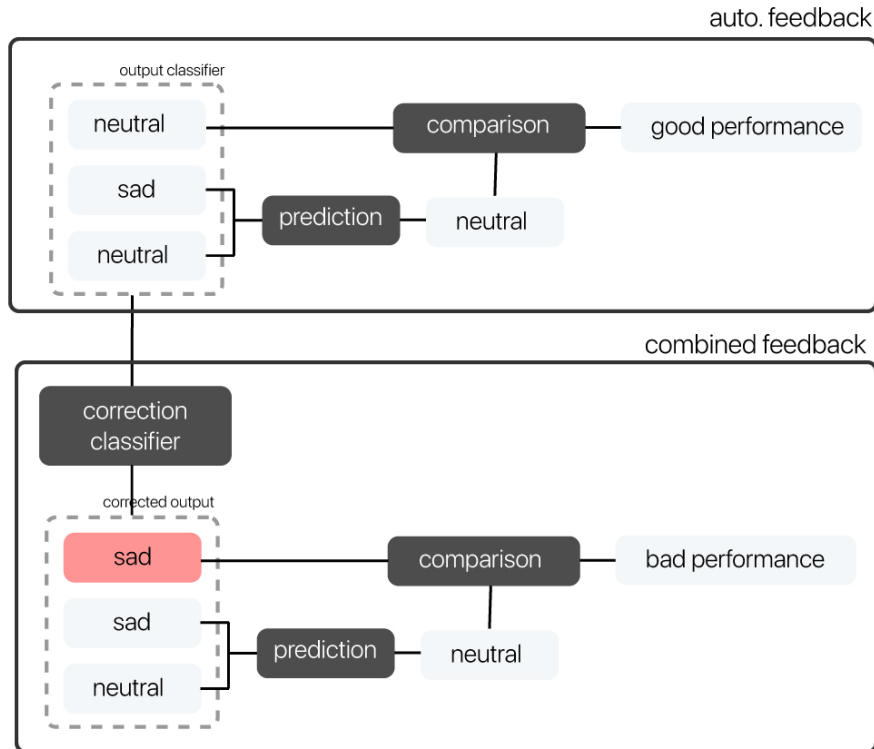 auto. feedback
output classifier
neutral
comparison
good performance
sad
prediction
neutral
neutral
combined feedback
correction
classifier
corrected output
sad
comparison
bad performance
sad
prediction
neutral
neutral